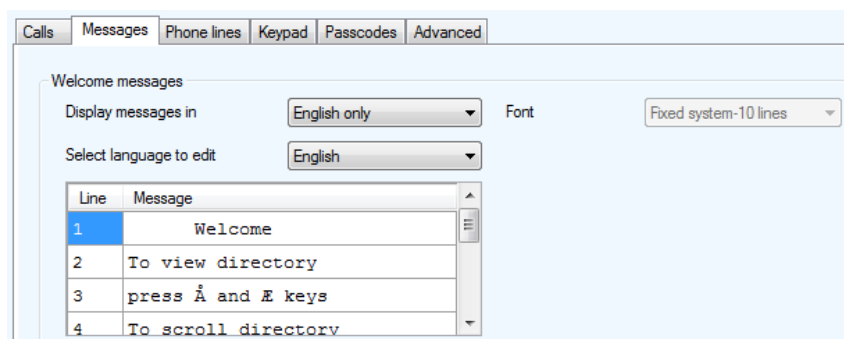 Calls Messages Phone lines Keypad Passcodes Advanced
Welcome messages
Display messages in English only Font Fixed system-10 lines
Select language to edit English
Line Message
1 Welcome
2 To view directory
3 press Å and Æ keys
4 To scroll directory